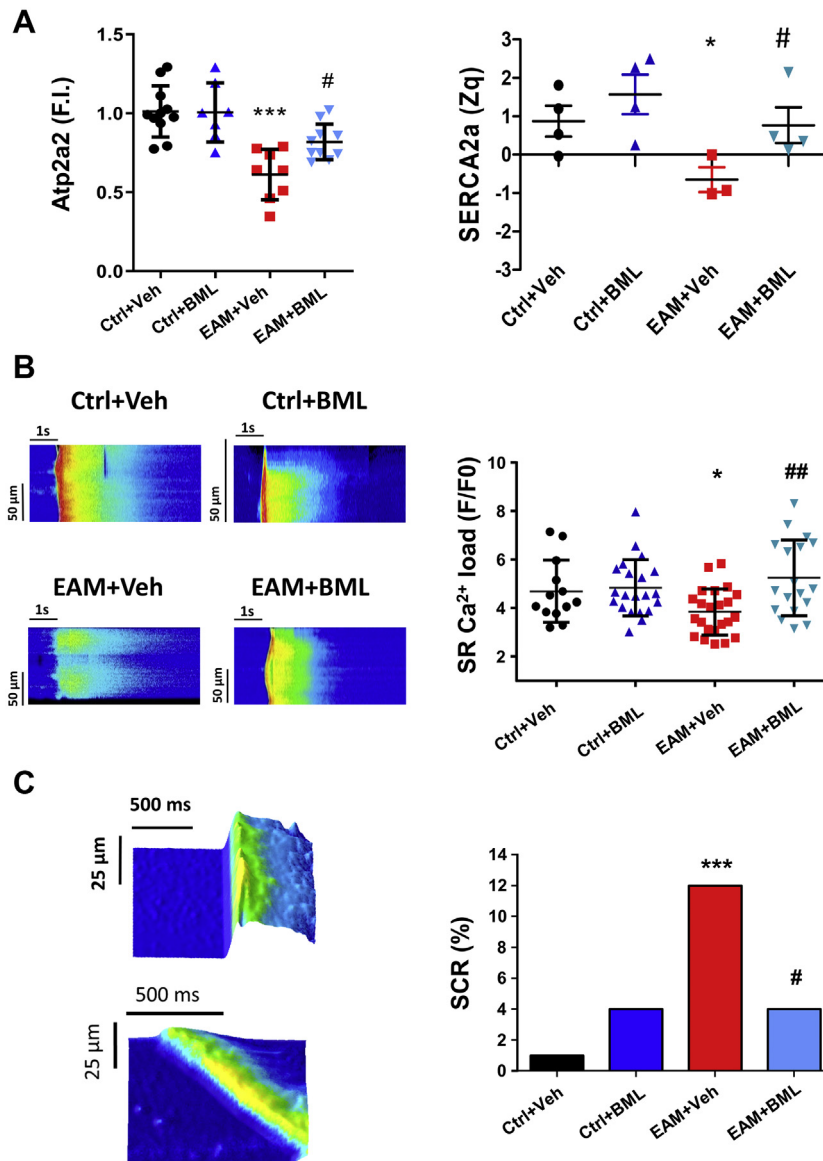 A
Atp2a2 (F.I.)
1.5
1.0
0.5
0.0
***
#
Ctrl+Veh
Ctrl+BML
EAM+Veh
EAM+BML
SERCA2a (Zq)
3
2
1
0
-1
-2
-3
*
#
Ctrl+Veh
Ctrl+BML
EAM+Veh
EAM+BML
B
Ctrl+Veh
1s
50 µm
Ctrl+BML
1s
50 µm
EAM+Veh
1s
50 µm
EAM+BML
1s
50 µm
SR Ca²⁺ load (F/F0)
10
8
6
4
2
*
##
Ctrl+Veh
Ctrl+BML
EAM+Veh
EAM+BML
C
500 ms
25 µm
500 ms
25 µm
SCR (%)
14
12
10
8
6
4
2
0
***
#
Ctrl+Veh
Ctrl+BML
EAM+Veh
EAM+BML